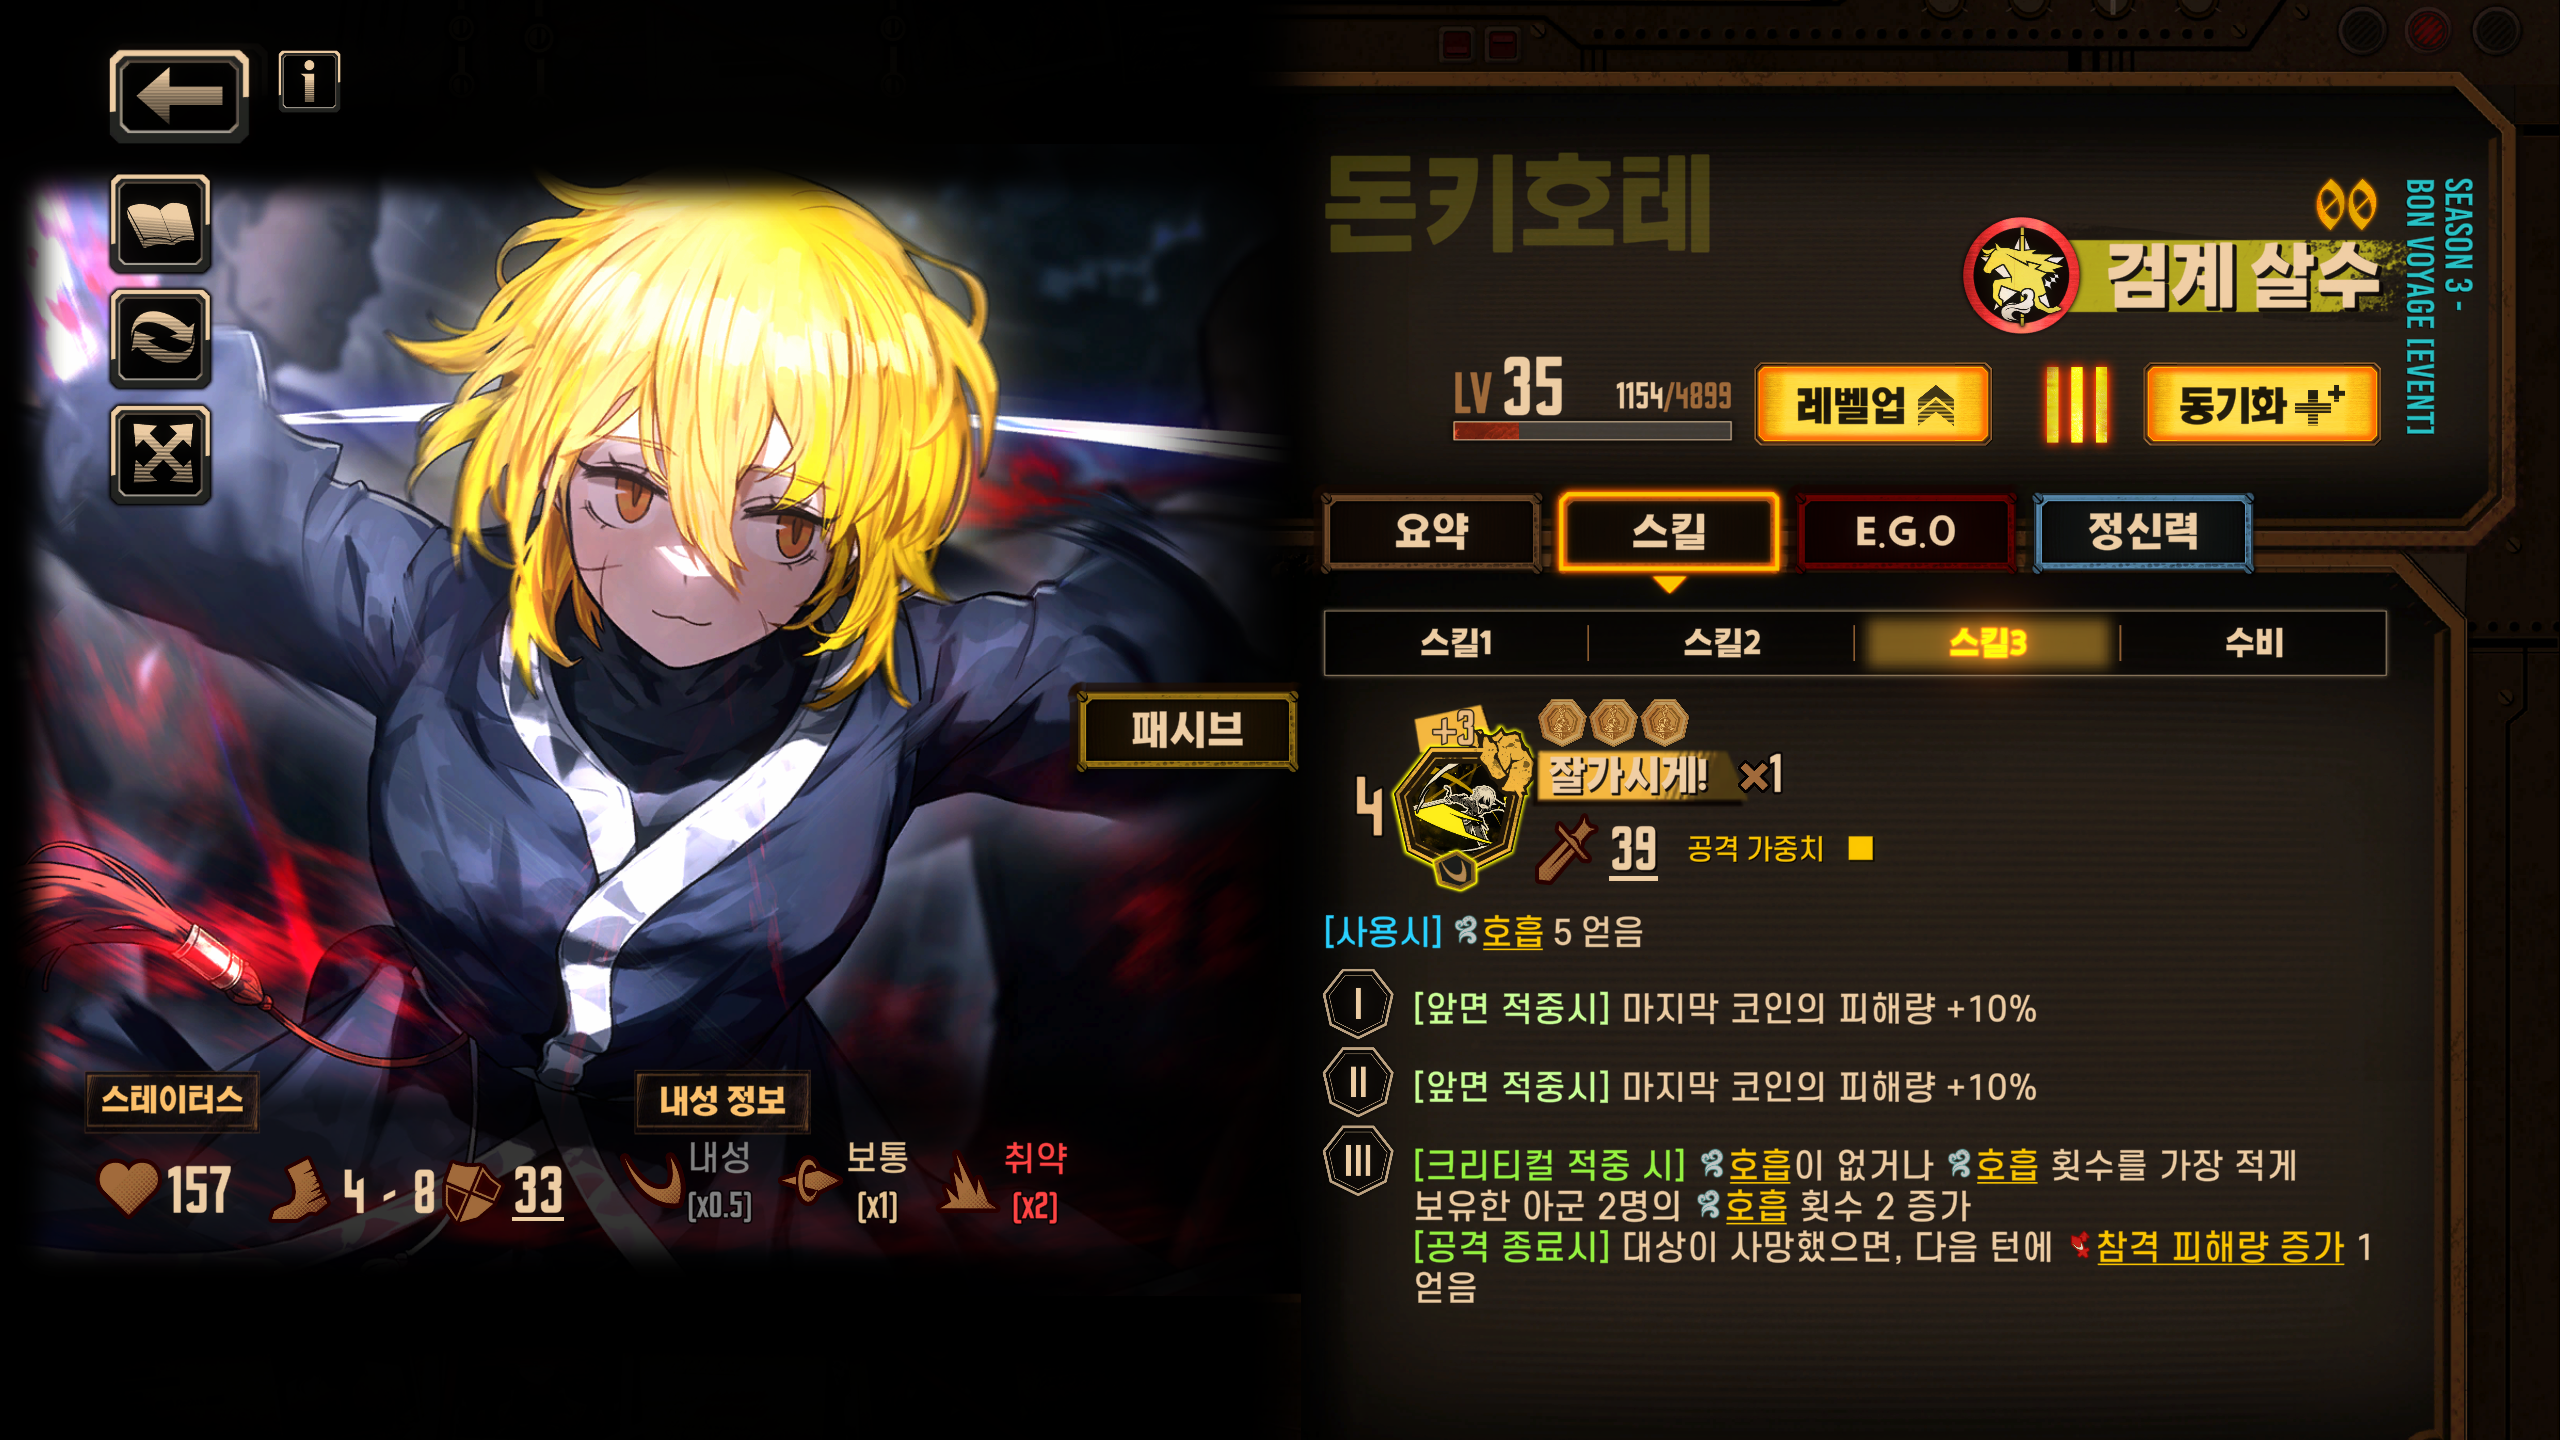 돈키호테
검계 살수
SEASON 3 -
BON VOYAGE [EVENT]
LV 35 1154/4899 레벨업 동기화
요약 스킬 E.G.O 정신력
스킬1 스킬2 스킬3 수비
패시브
+3
4 잘가시게! ×1
39 공격 가중치
[사용시] 호흡 5 얻음
I [앞면 적중시] 마지막 코인의 피해량 +10%
II [앞면 적중시] 마지막 코인의 피해량 +10%
III [크리티컬 적중 시] 호흡이 없거나 호흡 횟수를 가장 적게
보유한 아군 2명의 호흡 횟수 2 증가
[공격 종료시] 대상이 사망했으면, 다음 턴에 참격 피해량 증가 1
얻음
스테이터스
157 4 - 8 33
내성 정보
내성 보통 취약
[x0.5] [x1] [x2]